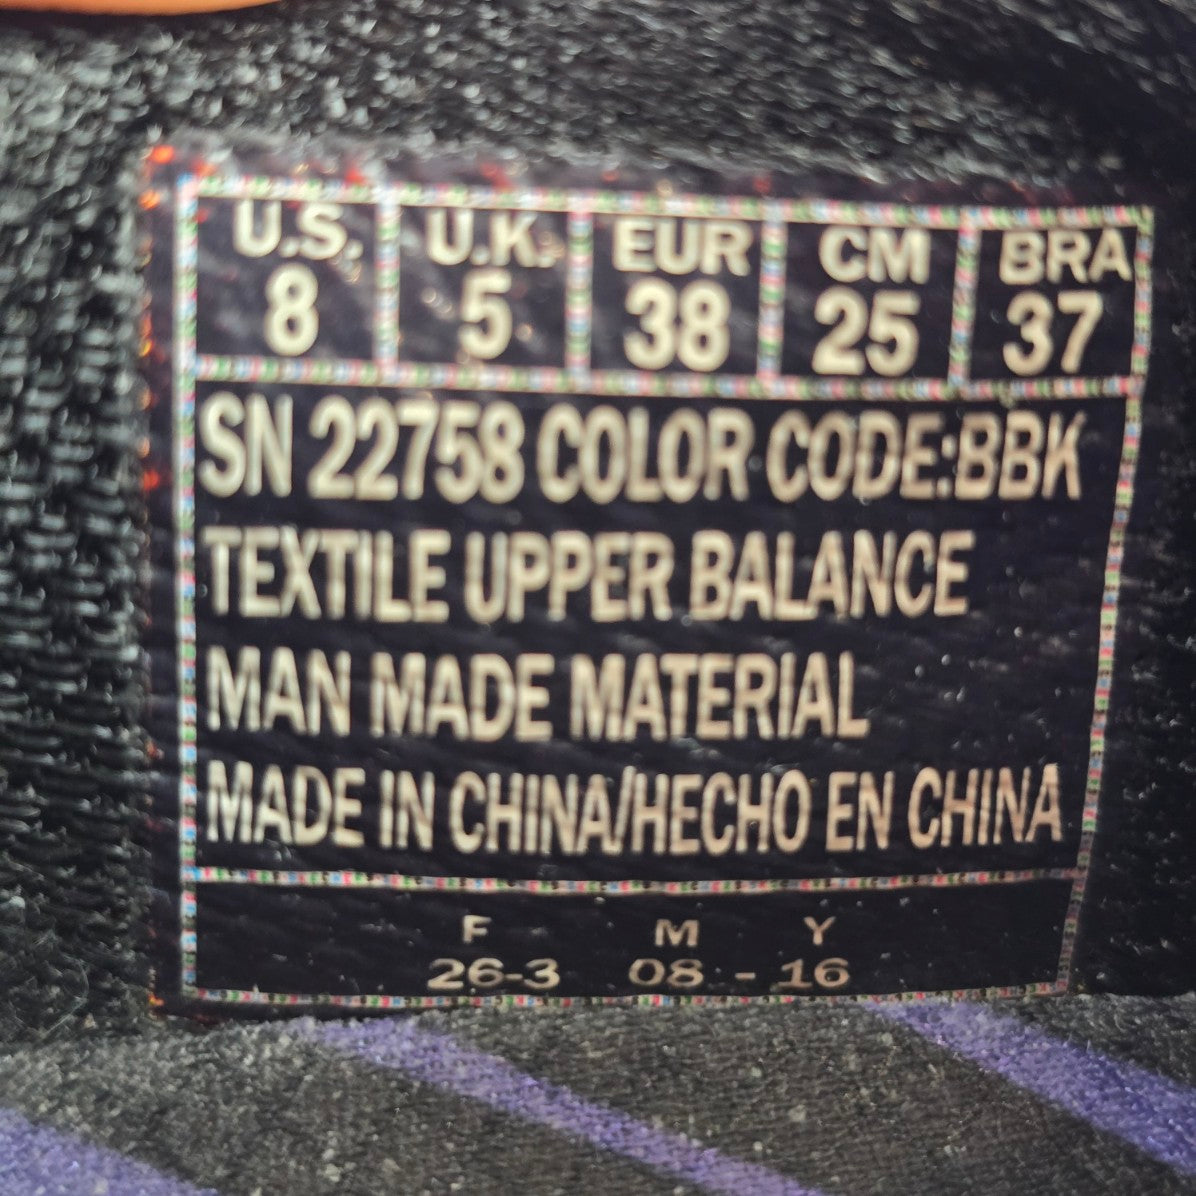 U.S. U.K. EUR CM BRA
8 5 38 25 37
SN 22758 COLOR CODE:BBK
TEXTILE UPPER BALANCE
MAN MADE MATERIAL
MADE IN CHINA/HECHO EN CHINA
F M Y
26-3 08 - 16